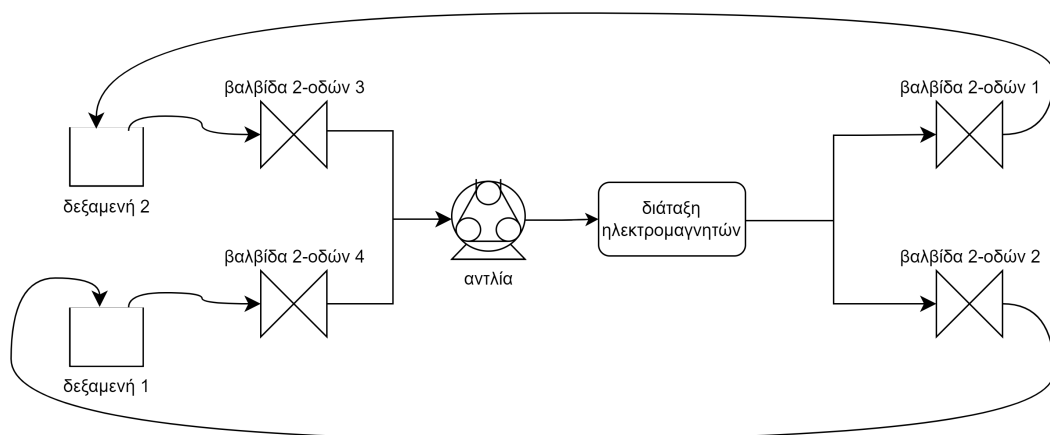 βαλβίδα 2-οδών 3
βαλβίδα 2-οδών 1
δεξαμενή 2
διάταξη
ηλεκτρομαγνητών
βαλβίδα 2-οδών 4
βαλβίδα 2-οδών 2
αντλία
δεξαμενή 1